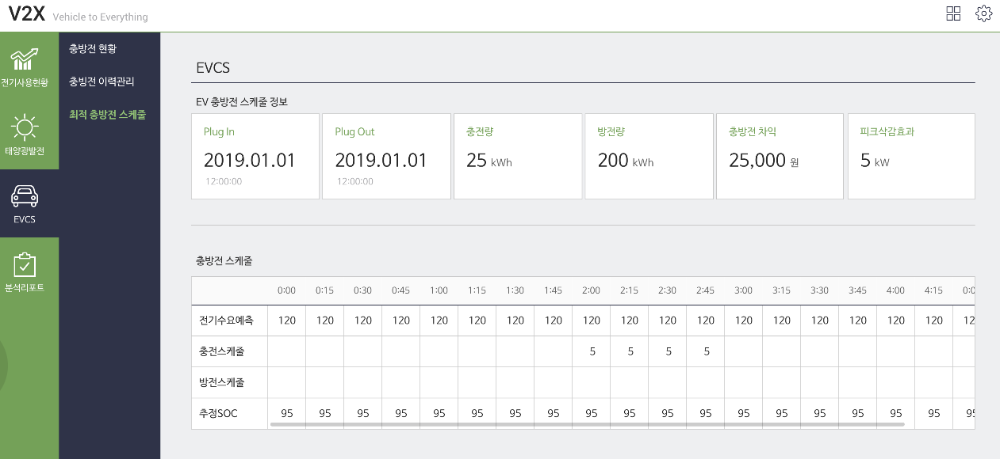 V2X Vehicle to Everything
전기사용현황
태양광발전
EVCS
분석리포트
충방전 현황
충빙전 이력관리
최적 충방전 스케줄
EVCS
EV 충방전 스케줄 정보
Plug In
2019.01.01
12:00:00
Plug Out
2019.01.01
12:00:00
충전량
25 kWh
방전량
200 kWh
충방전 차익
25,000 원
피크삭감효과
5 kW
충방전 스케줄
0:00 0:15 0:30 0:45 1:00 1:15 1:30 1:45 2:00 2:15 2:30 2:45 3:00 3:15 3:30 3:45 4:00 4:15 0:0
전기수요예측 120 120 120 120 120 120 120 120 120 120 120 120 120 120 120 120 120 120 12
충전스케줄 5 5 5 5
방전스케줄
추정SOC 95 95 95 95 95 95 95 95 95 95 95 95 95 95 95 95 95 95 95